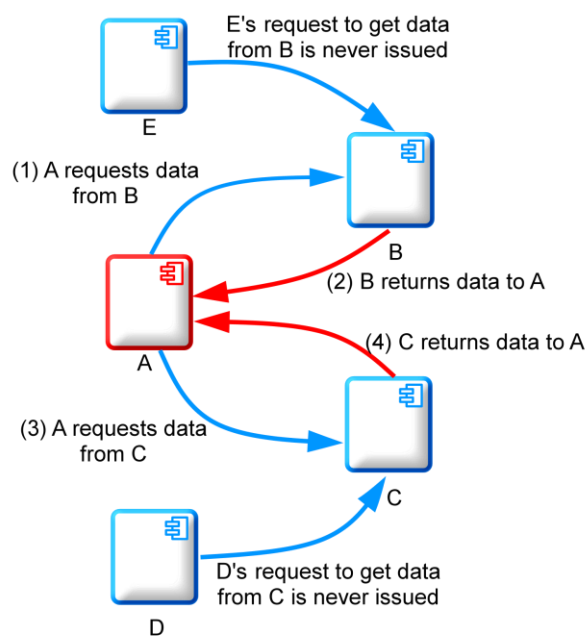 E's request to get data
from B is never issued
E
(1) A requests data
from B
B
(2) B returns data to A
A
(4) C returns data to A
(3) A requests data
from C
C
D's request to get data
from C is never issued
D